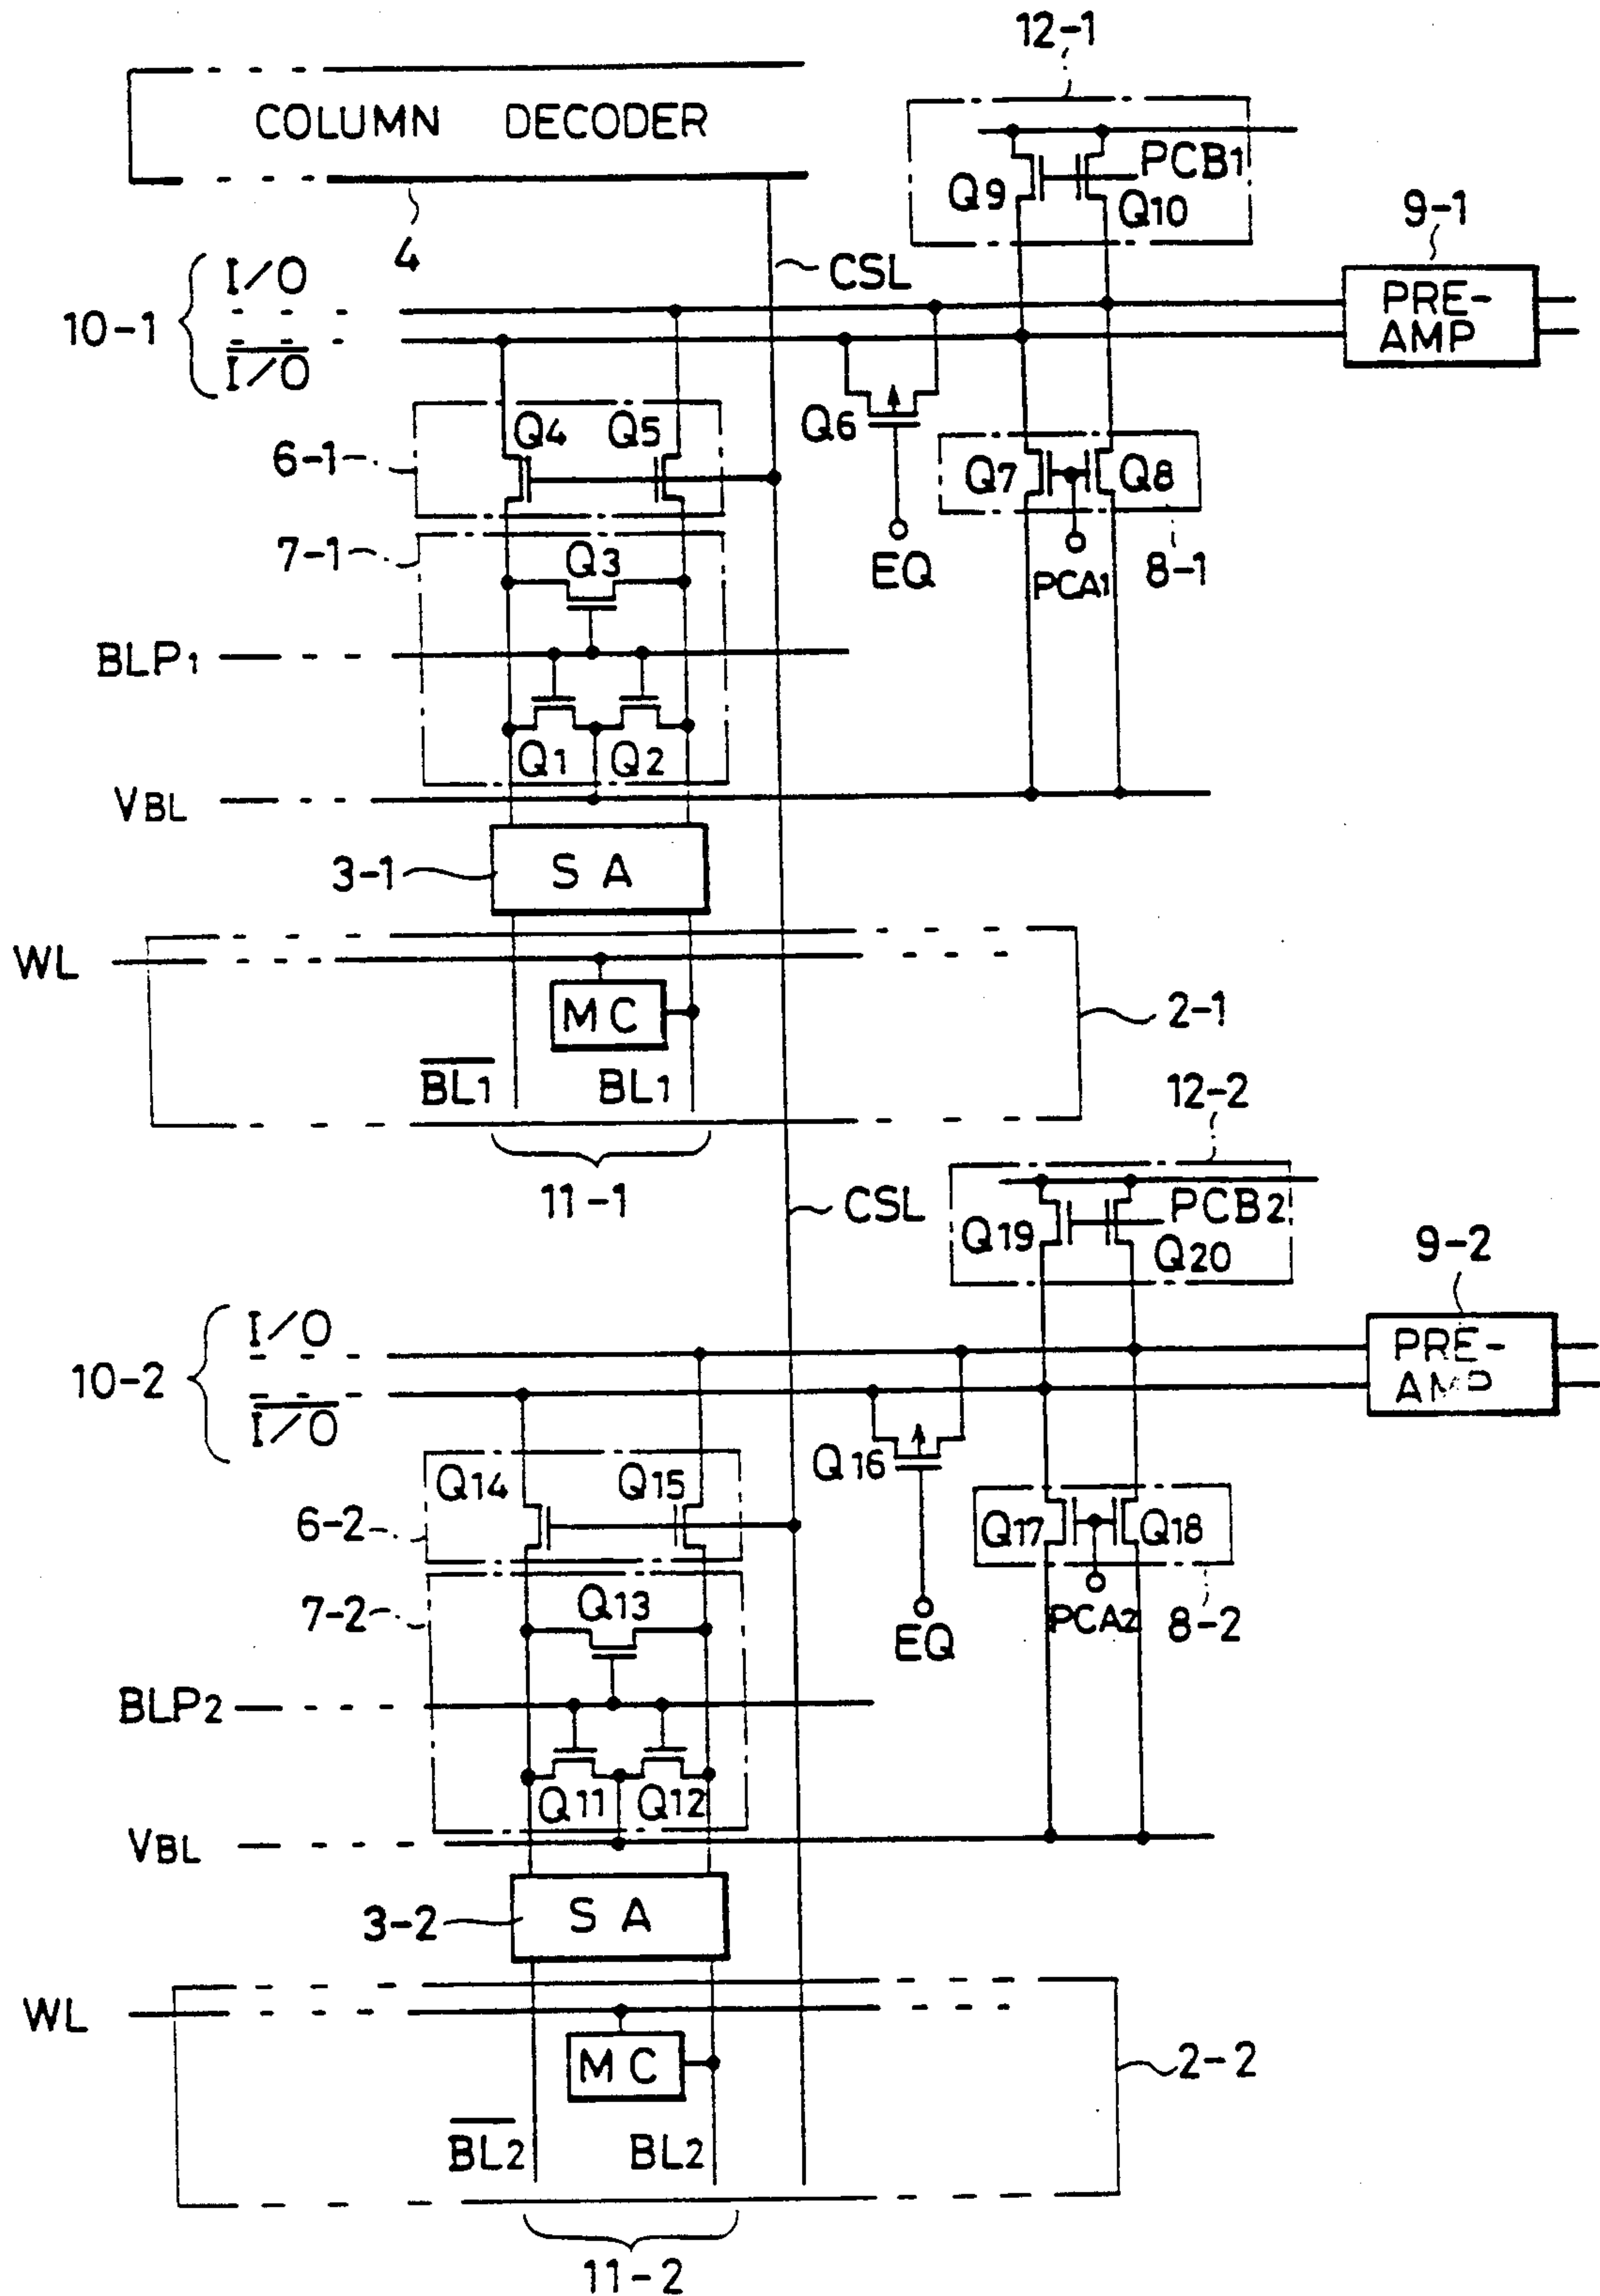 12-1
COLUMN DECODER
PCB1
Q9
Q10
4
9-1
CSL
10-1
I/O
I/O
PRE-
AMP
Q4
Q5
Q6
6-1
Q7
Q8
7-1
Q3
EQ
PCA1
8-1
BLP1
Q1
Q2
VBL
3-1
SA
WL
MC
2-1
BL1
BL1
12-2
11-1
CSL
PCB2
Q19
Q20
9-2
10-2
I/O
I/O
PRE-
AMP
Q14
Q15
Q16
6-2
Q17
Q18
7-2
Q13
EQ
PCA2
8-2
BLP2
Q11
Q12
VBL
3-2
SA
WL
MC
2-2
BL2
BL2
11-2